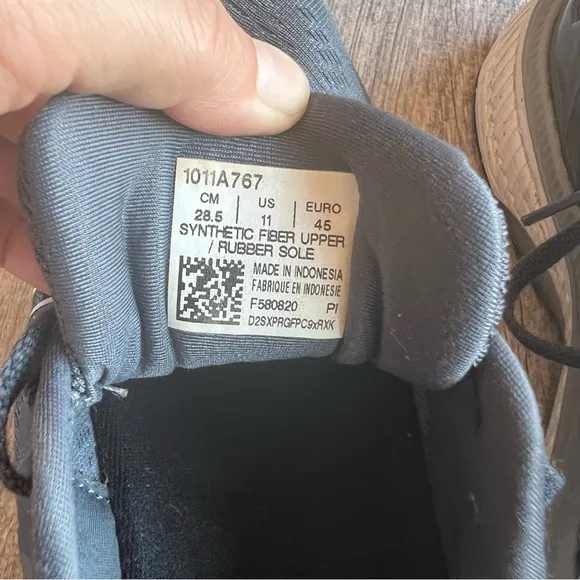 1011A767
CM | US | EURO
28.5 | 11 | 45
SYNTHETIC FIBER UPPER
/ RUBBER SOLE
MADE IN INDONESIA
FABRIQUE EN INDONESIE
F580820 PI
D2SXPRGFPC9xRXK